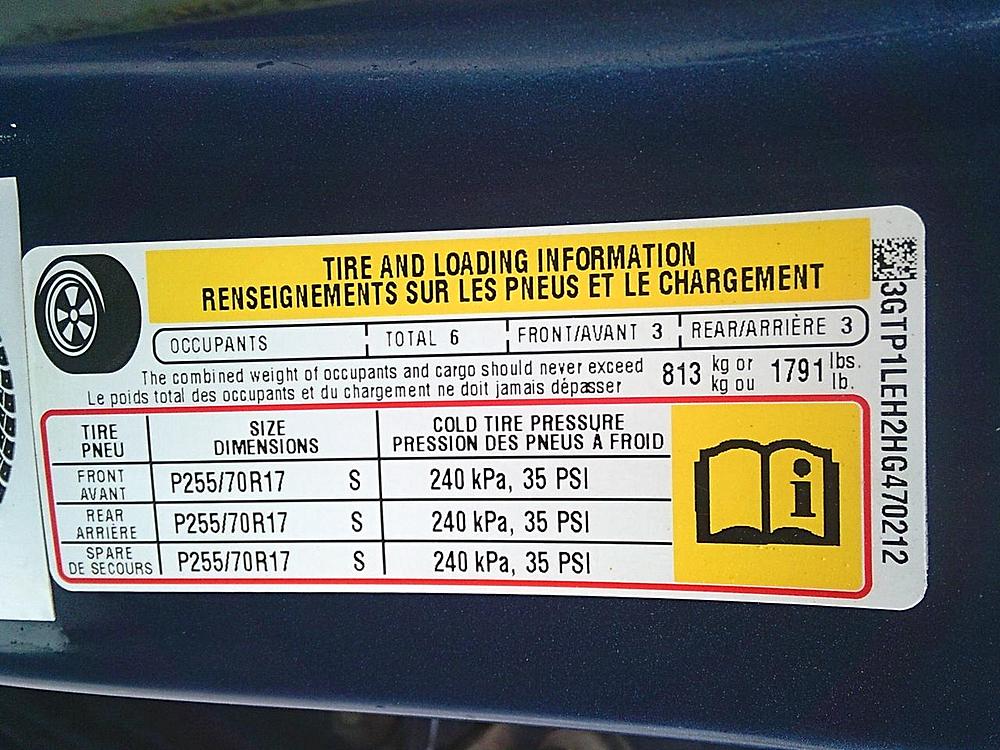 TIRE AND LOADING INFORMATION
RENSEIGNEMENTS SUR LES PNEUS ET LE CHARGEMENT
OCCUPANTS TOTAL 6 FRONT/AVANT 3 REAR/ARRIÈRE 3
The combined weight of occupants and cargo should never exceed 813 kg or 1791 lbs.
Le poids total des occupants et du chargement ne doit jamais dépasser kg ou lb.
TIRE SIZE COLD TIRE PRESSURE
PNEU DIMENSIONS PRESSION DES PNEUS À FROID
FRONT
AVANT P255/70R17 S 240 kPa, 35 PSI
REAR
ARRIÈRE P255/70R17 S 240 kPa, 35 PSI
SPARE
DE SECOURS P255/70R17 S 240 kPa, 35 PSI
i
3GTP1LEH2HG470212